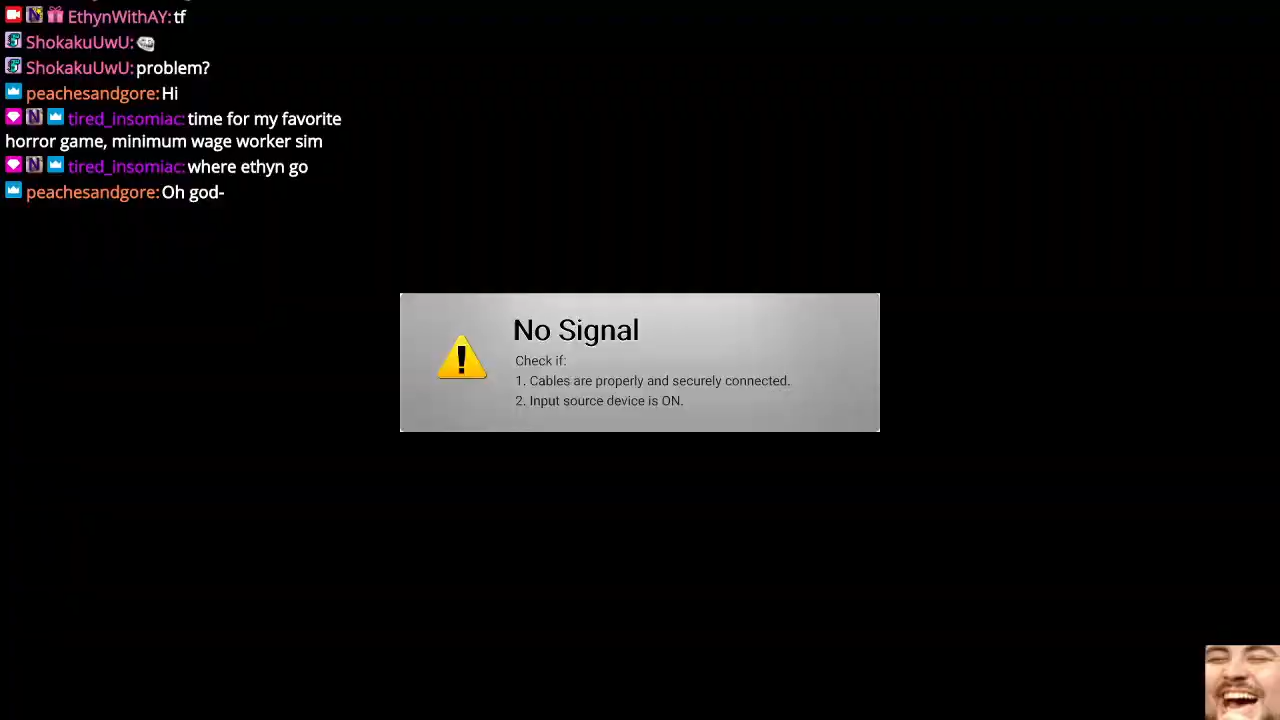 EthynWithAY: tf
ShokakuUwU:
ShokakuUwU: problem?
peachesandgore: Hi
tired_insomiac: time for my favorite
horror game, minimum wage worker sim
tired_insomiac: where ethyn go
peachesandgore: Oh god-
No Signal
Check if:
1. Cables are properly and securely connected.
2. Input source device is ON.